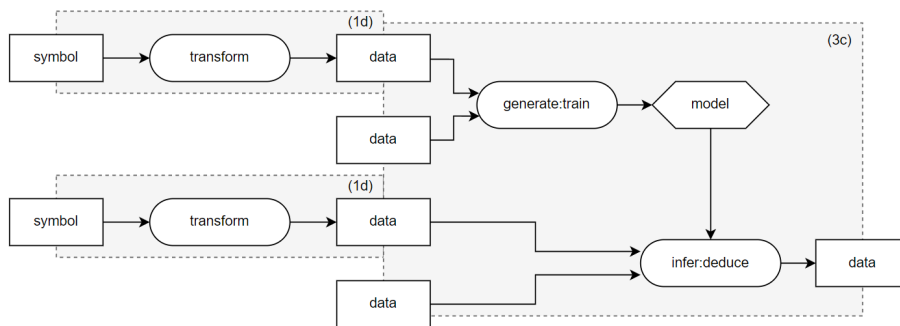 (1d)
(3c)
symbol
transform
data
generate:train
model
data
(1d)
symbol
transform
data
infer:deduce
data
data